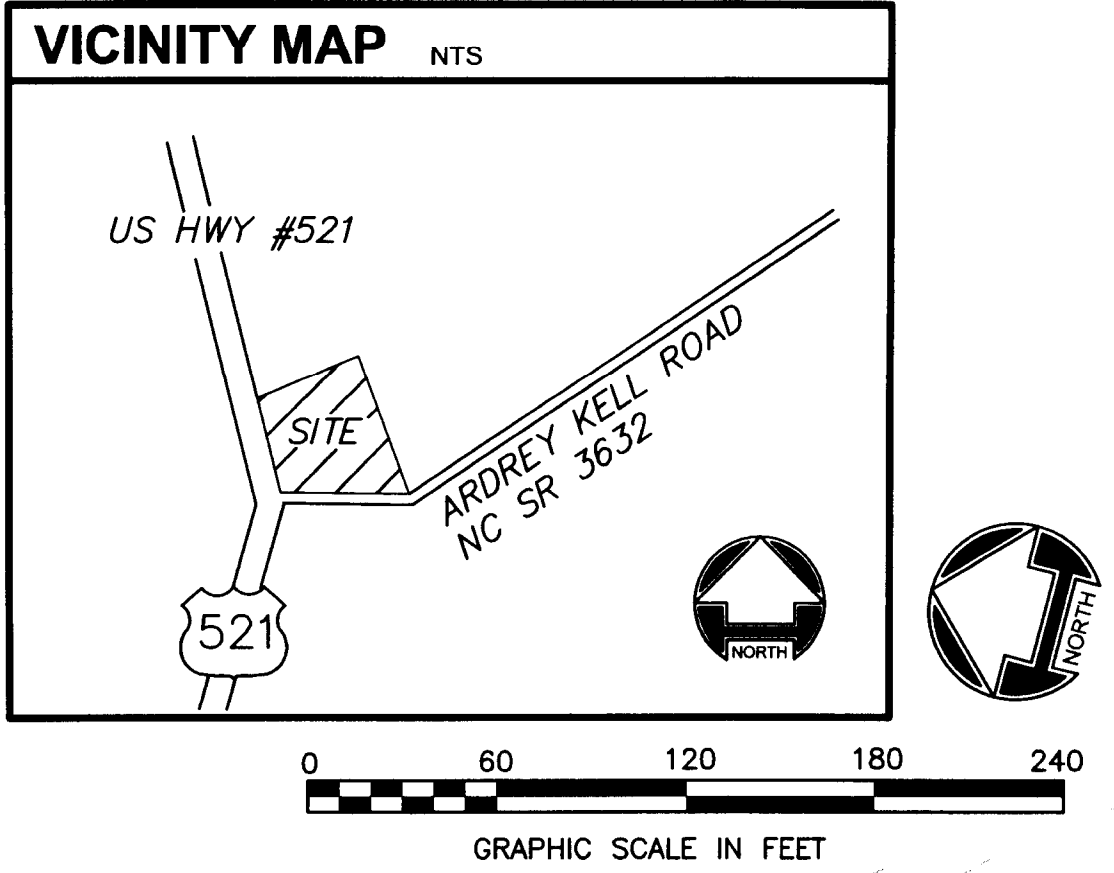 VICINITY MAP NTS
US HWY #521
SITE
ARDREY KELL ROAD
NC SR 3632
521
NORTH
NORTH
0 60 120 180 240
GRAPHIC SCALE IN FEET